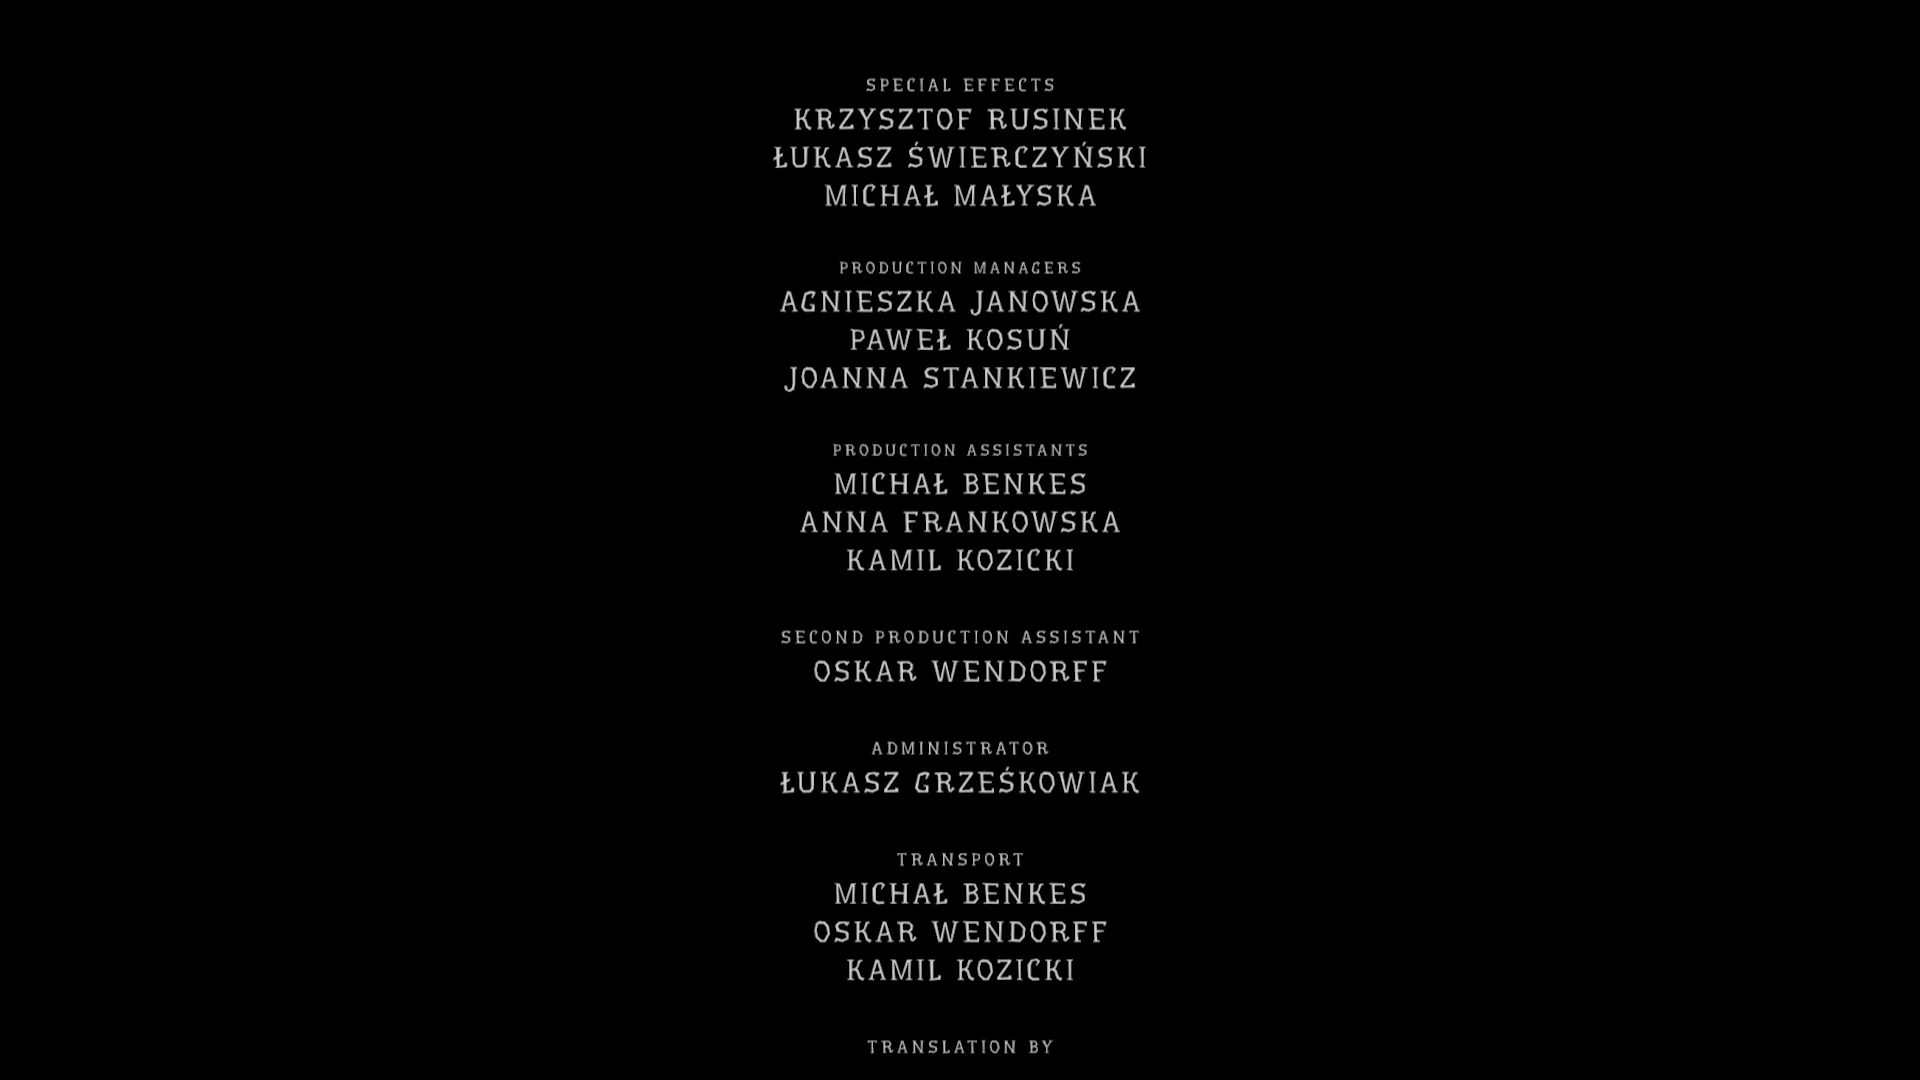 SPECIAL EFFECTS
KRZYSZTOF RUSINEK
ŁUKASZ ŚWIERCZYŃSKI
MICHAŁ MAŁYSKA
PRODUCTION MANAGERS
AGNIESZKA JANOWSKA
PAWEŁ KOSUŃ
JOANNA STANKIEWICZ
PRODUCTION ASSISTANTS
MICHAŁ BENKES
ANNA FRANKOWSKA
KAMIL KOZICKI
SECOND PRODUCTION ASSISTANT
OSKAR WENDORFF
ADMINISTRATOR
ŁUKASZ GRZEŚKOWIAK
TRANSPORT
MICHAŁ BENKES
OSKAR WENDORFF
KAMIL KOZICKI
TRANSLATION BY